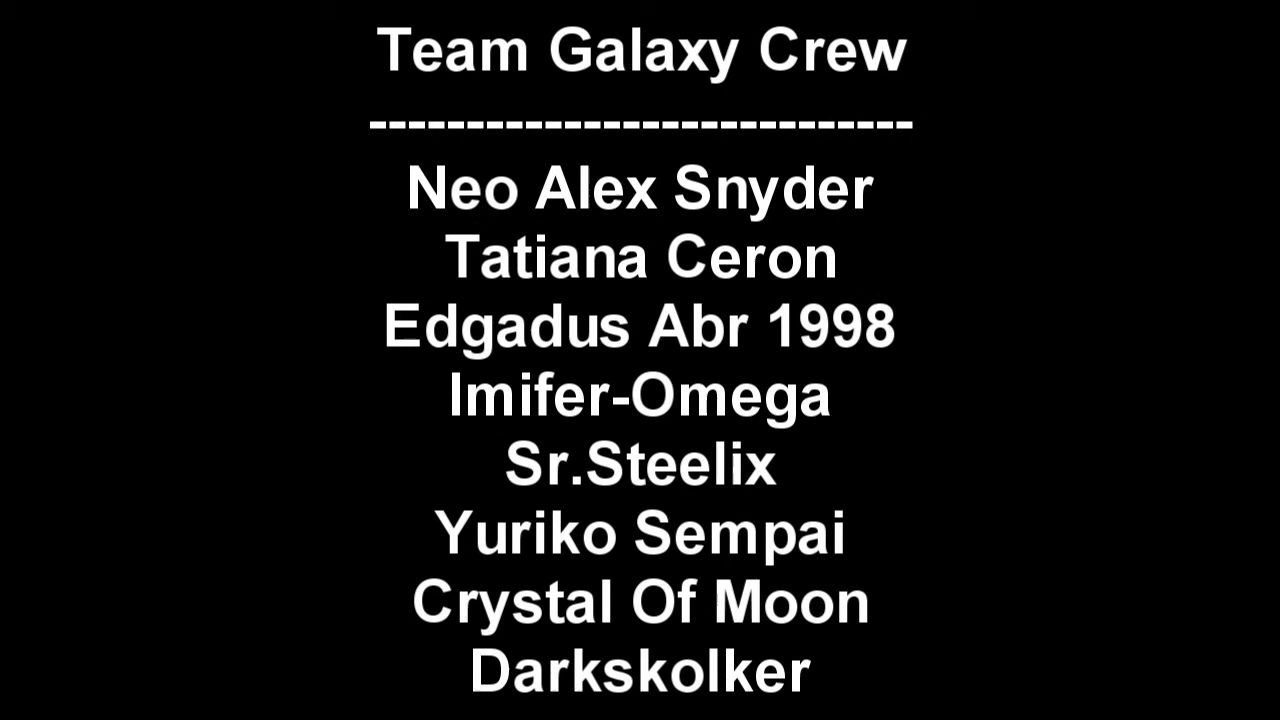 Team Galaxy Crew
----------------------------
Neo Alex Snyder
Tatiana Ceron
Edgadus Abr 1998
Imifer-Omega
Sr.Steelix
Yuriko Sempai
Crystal Of Moon
Darkskolker